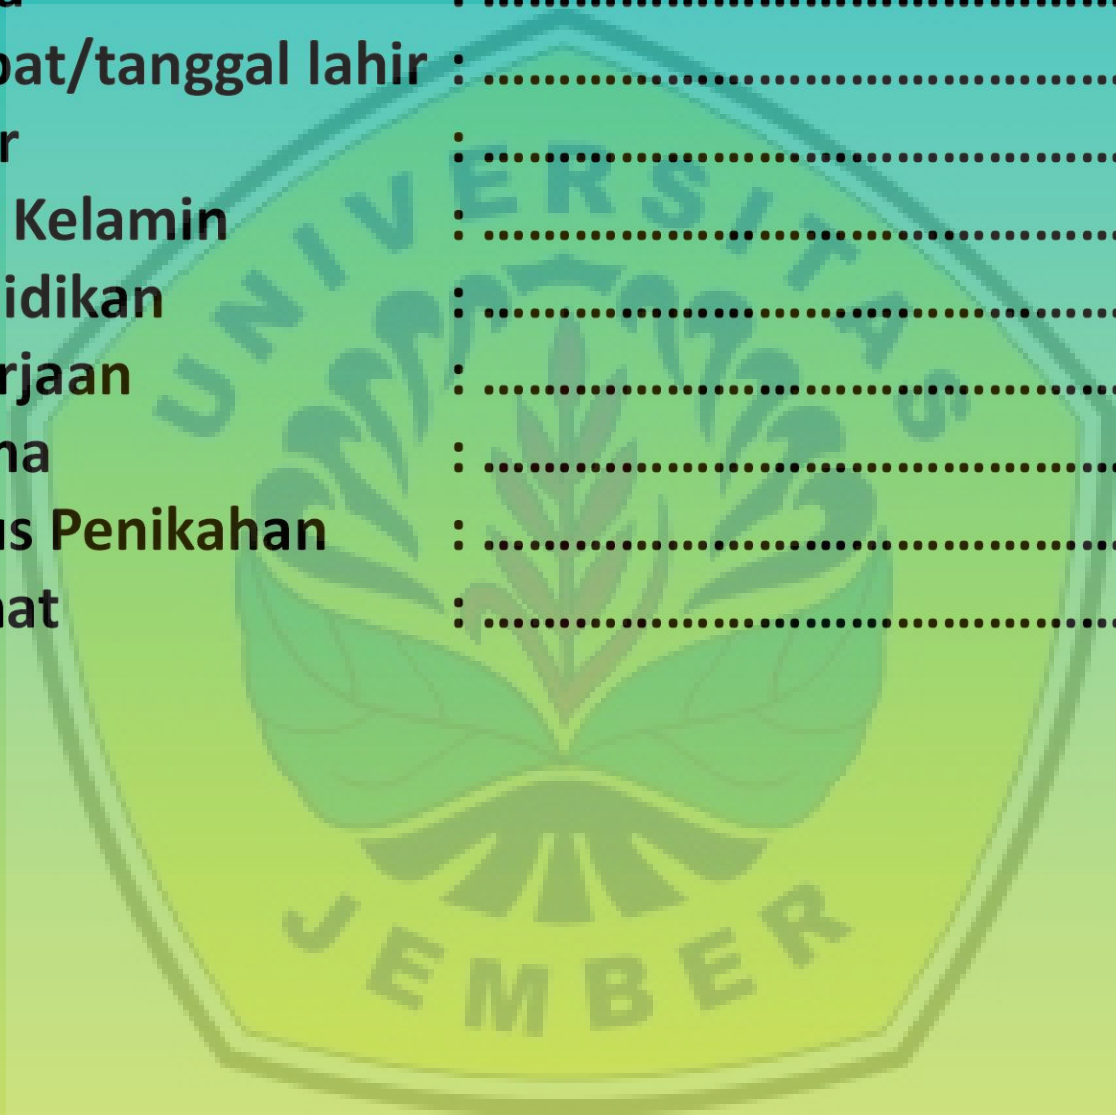 a : ........................................
pat/tanggal lahir : ........................................
r : ........................................
Kelamin : ........................................
idikan : ........................................
rjaan : ........................................
na : ........................................
us Penikahan : ........................................
nat : ........................................
UNIVERSITAS
JEMBER